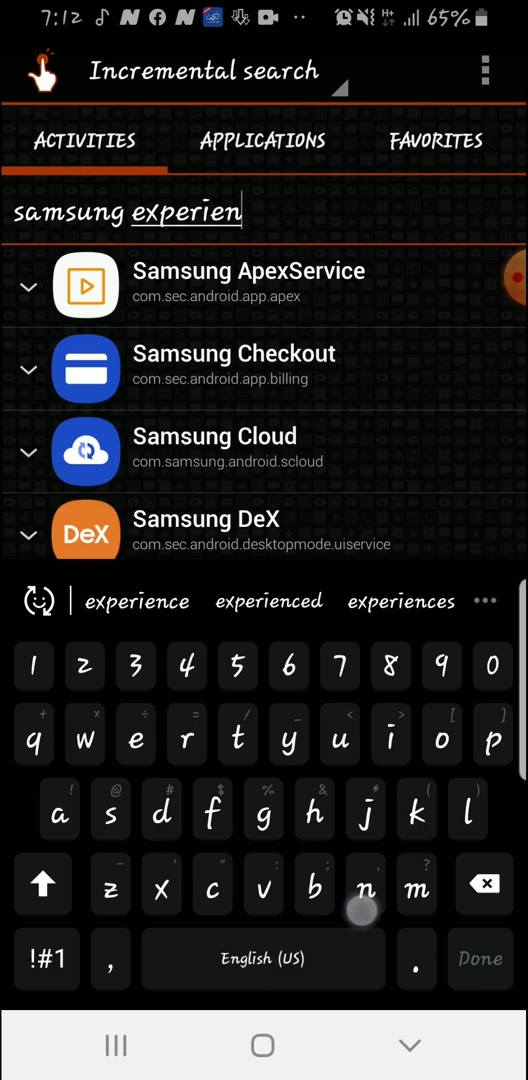 7:12 65%
Incremental search
ACTIVITIES APPLICATIONS FAVORITES
samsung experien
Samsung ApexService
com.sec.android.app.apex
Samsung Checkout
com.sec.android.app.billing
Samsung Cloud
com.samsung.android.scloud
DeX Samsung DeX
com.sec.android.desktopmode.uiservice
experience experienced experiences
1 2 3 4 5 6 7 8 9 0
+ × ÷ = / _ < > [ ]
q w e r t y u i o p
! @ # $ % & * ( )
a s d f g h j k l
- ' " : ; , ?
z x c v b n m
!#1 , English (US) . Done